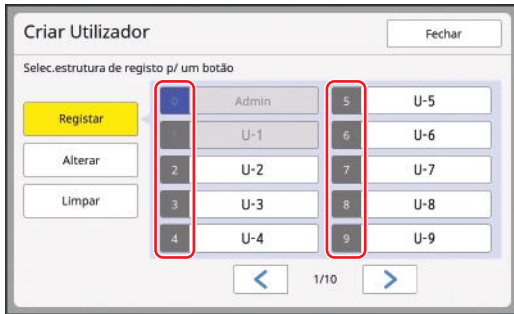 Criar Utilizador
Fechar
Selec.estrutura de registo p/ um botão
Registar
Alterar
Limpar
0 Admin 5 U-5
1 U-1 6 U-6
2 U-2 7 U-7
3 U-3 8 U-8
4 U-4 9 U-9
< 1/10 >